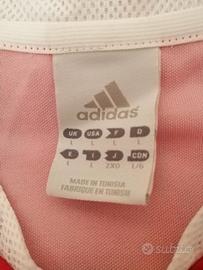 adidas
UK USA F D
L L L L
E I J CDN
L L 2XO L/G
MADE IN TUNISIA
FABRIQUE EN TUNISIE
subito